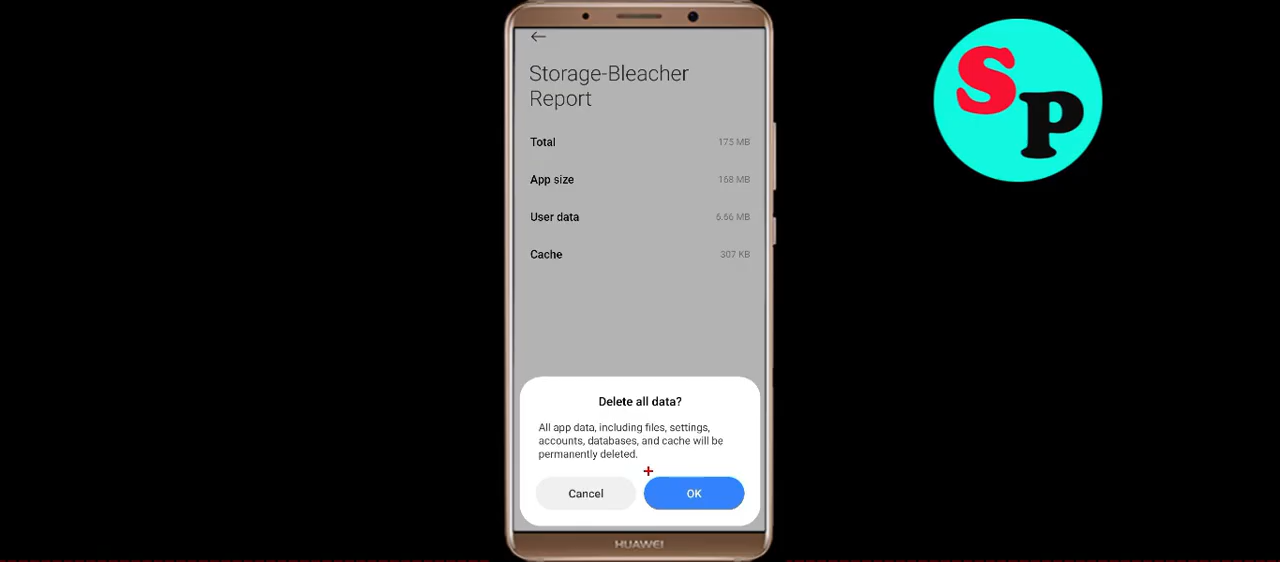 Storage-Bleacher
Report
Total 175 MB
App size 168 MB
User data 6.66 MB
Cache 307 KB
Delete all data?
All app data, including files, settings,
accounts, databases, and cache will be
permanently deleted.
Cancel OK
HUAWEI
SP